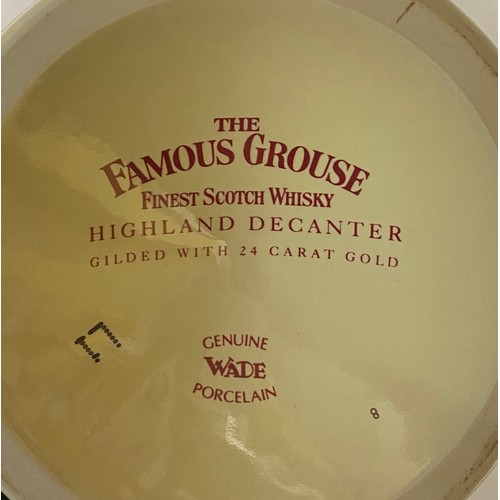 THE
FAMOUS GROUSE
FINEST SCOTCH WHISKY
HIGHLAND DECANTER
GILDED WITH 24 CARAT GOLD
GENUINE
WADE
PORCELAIN
8